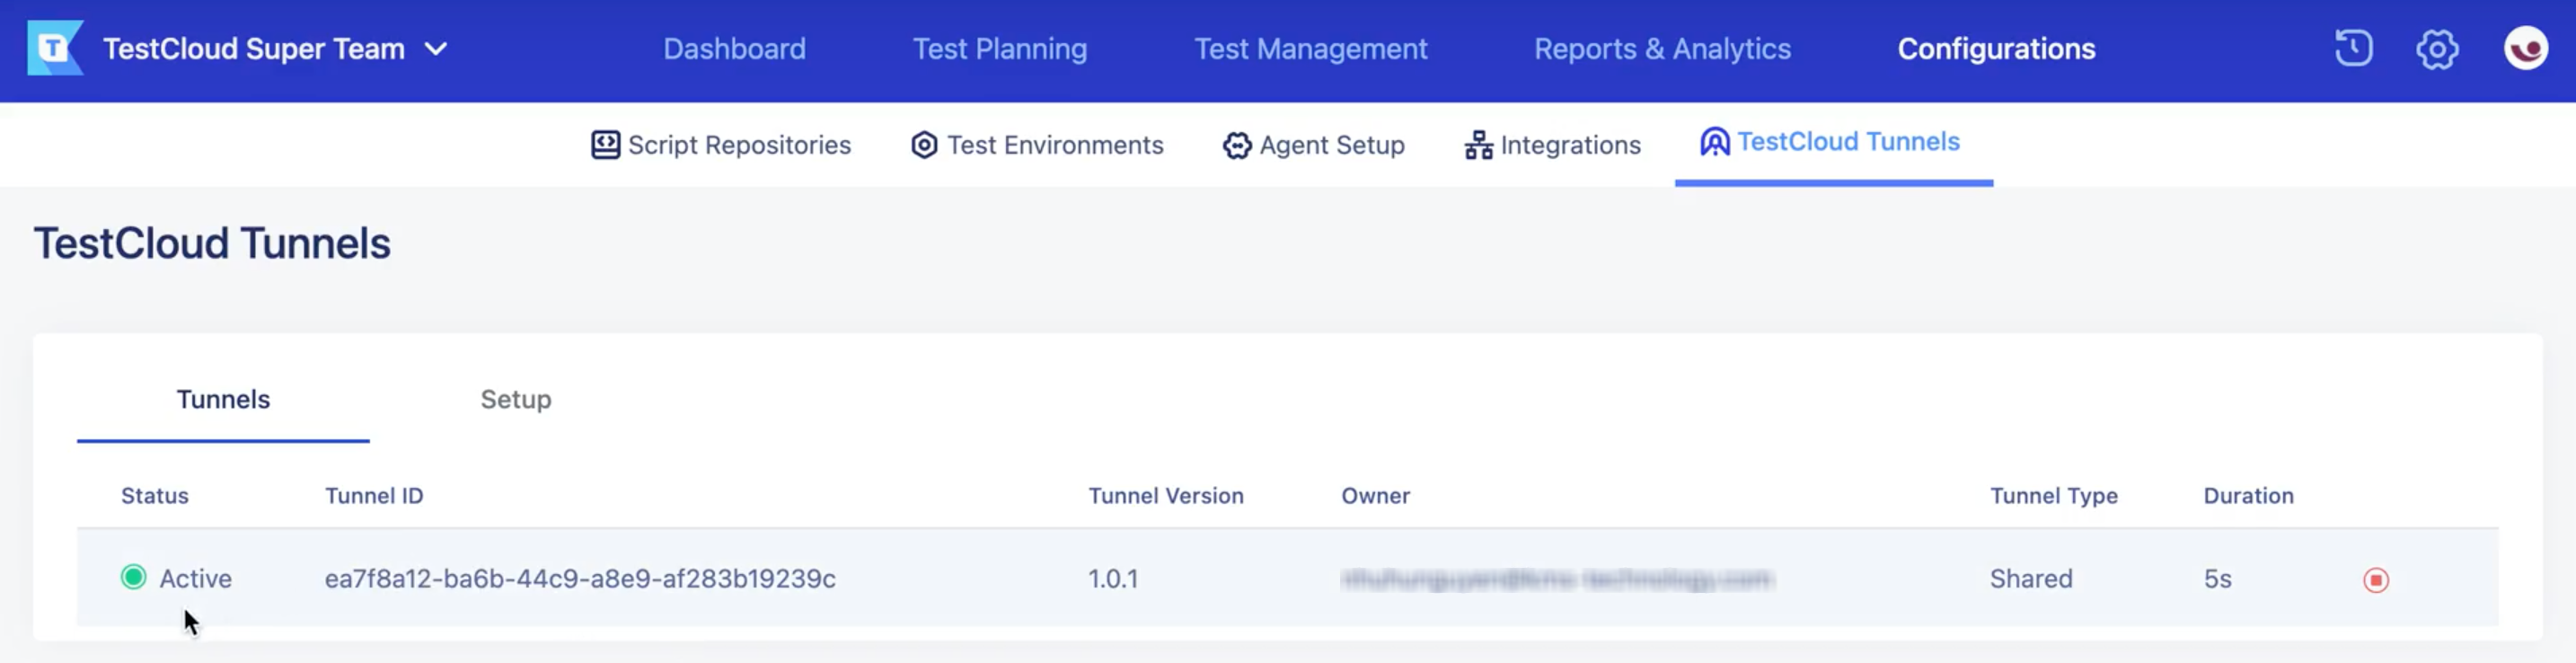 T TestCloud Super Team Dashboard Test Planning Test Management Reports & Analytics Configurations
Script Repositories Test Environments Agent Setup Integrations TestCloud Tunnels
TestCloud Tunnels
Tunnels Setup
Status Tunnel ID Tunnel Version Owner Tunnel Type Duration
Active ea7f8a12-ba6b-44c9-a8e9-af283b19239c 1.0.1 Shared 5s